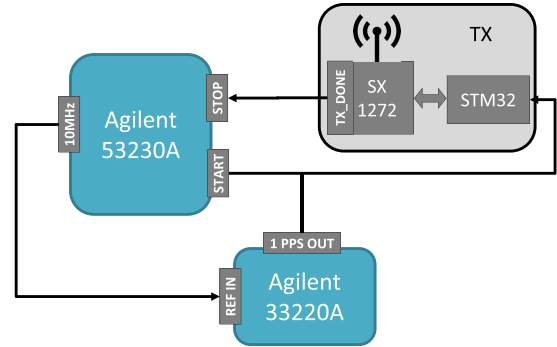 TX
10MHz
Agilent
53230A
STOP
START
TX_DONE
SX
1272
STM32
1 PPS OUT
REF IN
Agilent
33220A